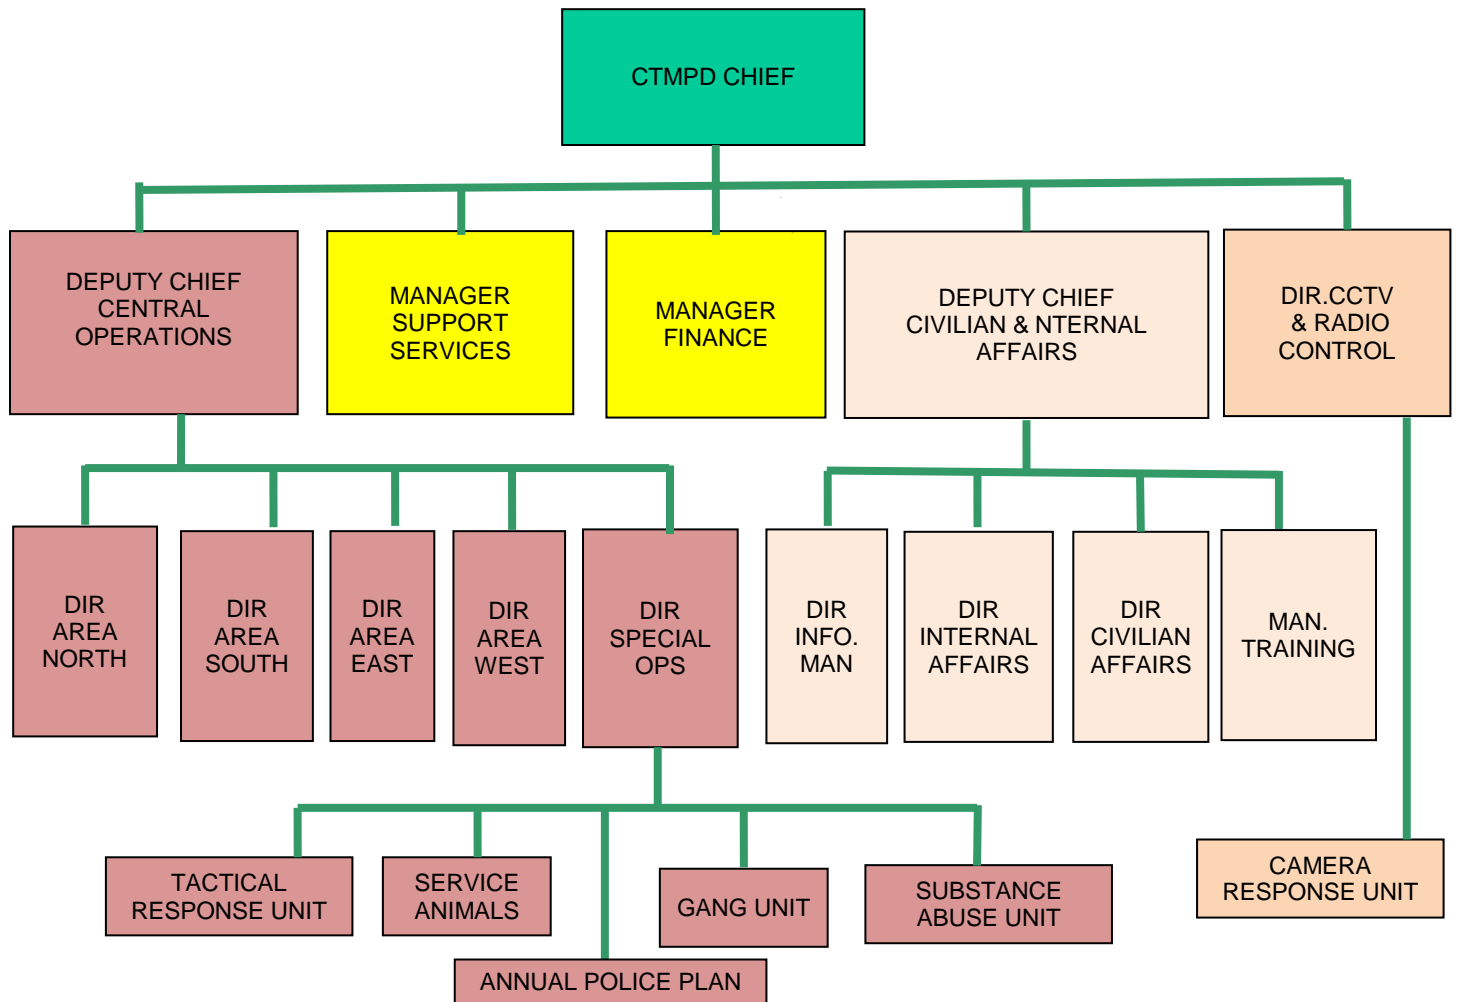 CTMPD CHIEF
DEPUTY CHIEF
CENTRAL
OPERATIONS
MANAGER
SUPPORT
SERVICES
MANAGER
FINANCE
DEPUTY CHIEF
CIVILIAN & NTERNAL
AFFAIRS
DIR.CCTV
& RADIO
CONTROL
DIR
AREA
NORTH
DIR
AREA
SOUTH
DIR
AREA
EAST
DIR
AREA
WEST
DIR
SPECIAL
OPS
DIR
INFO.
MAN
DIR
INTERNAL
AFFAIRS
DIR
CIVILIAN
AFFAIRS
MAN.
TRAINING
TACTICAL
RESPONSE UNIT
SERVICE
ANIMALS
GANG UNIT
SUBSTANCE
ABUSE UNIT
CAMERA
RESPONSE UNIT
ANNUAL POLICE PLAN